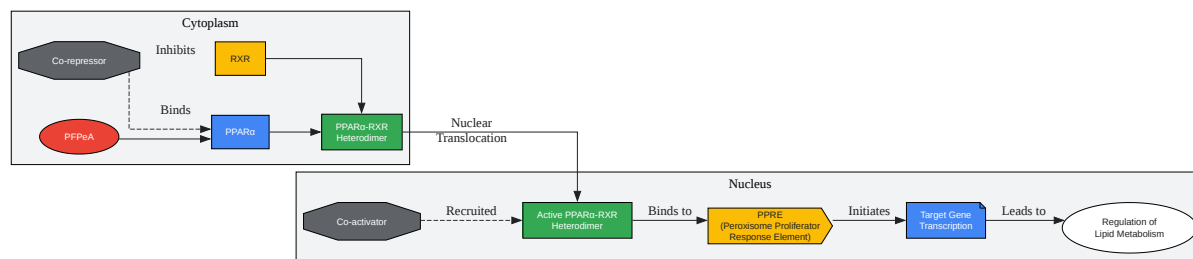 Cytoplasm
Co-repressor
Inhibits
RXR
Binds
PFPeA
PPARα
PPARα-RXR
Heterodimer
Nuclear
Translocation
Nucleus
Co-activator
Recruited
Active PPARα-RXR
Heterodimer
Binds to
PPRE
(Peroxisome Proliferator
Response Element)
Initiates
Target Gene
Transcription
Leads to
Regulation of
Lipid Metabolism